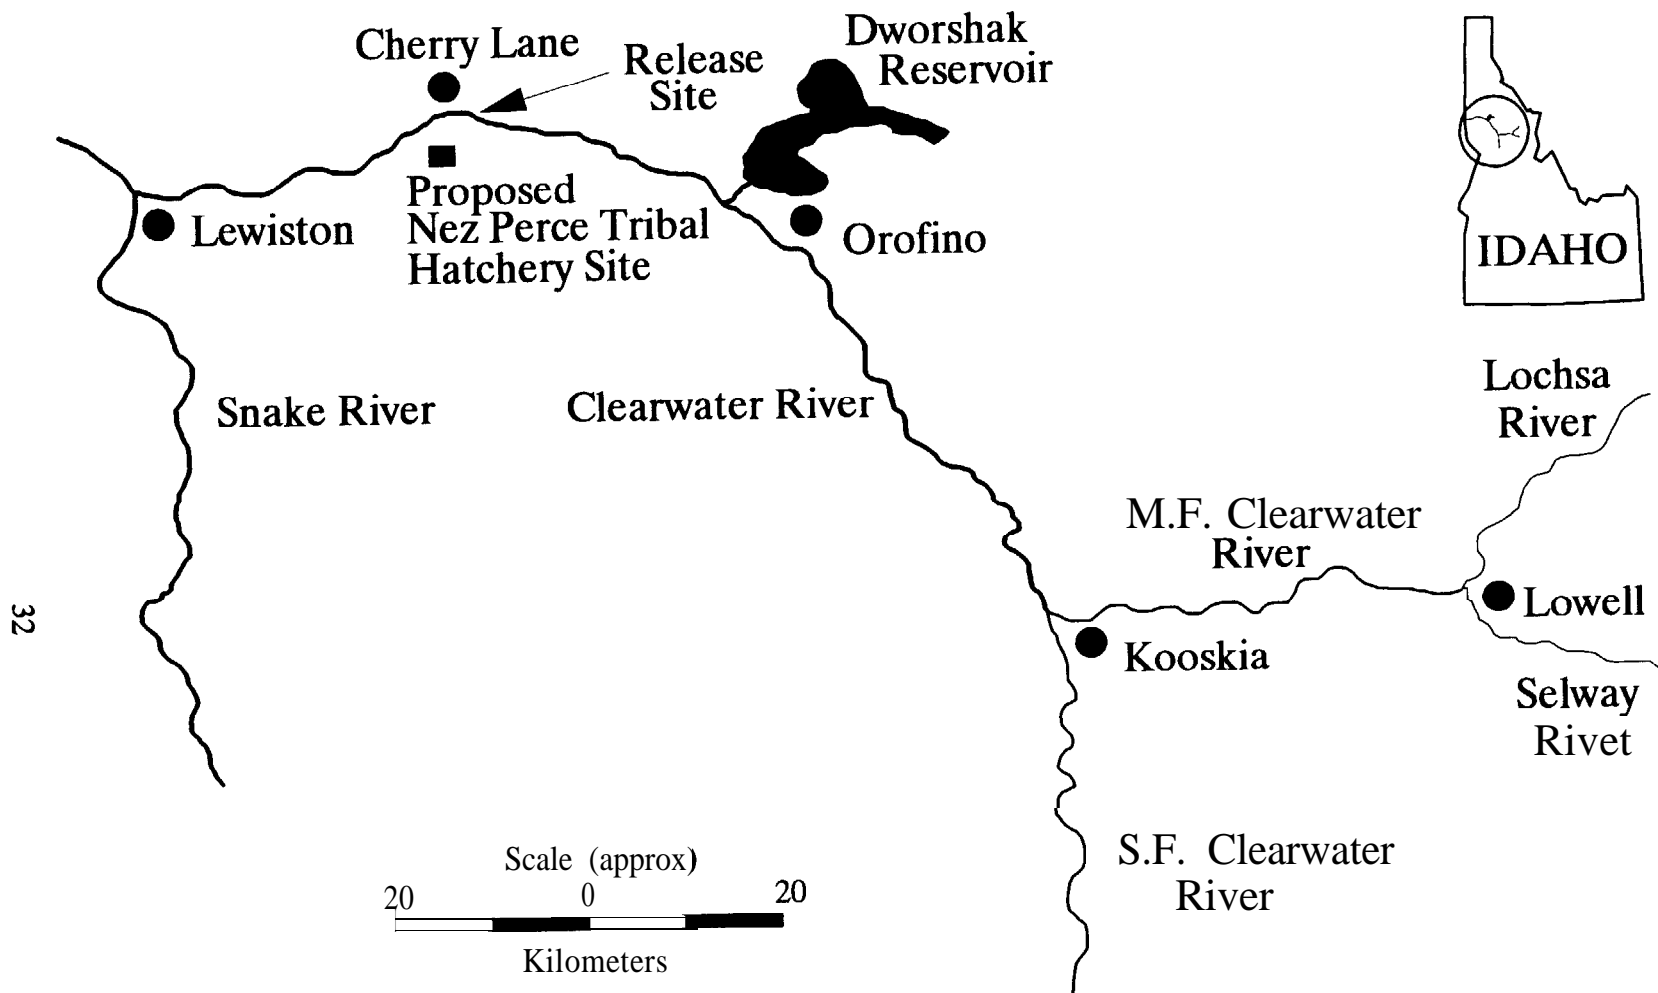 Cherry Lane
Release
Site
Dworshak
Reservoir
Proposed
Nez Perce Tribal
Hatchery Site
Lewiston
Orofino
IDAHO
Snake River
Clearwater River
Lochsa
River
M.F. Clearwater
River
Lowell
Kooskia
Selway
Rivet
S.F. Clearwater
River
Scale (approx)
20 0 20
Kilometers
32